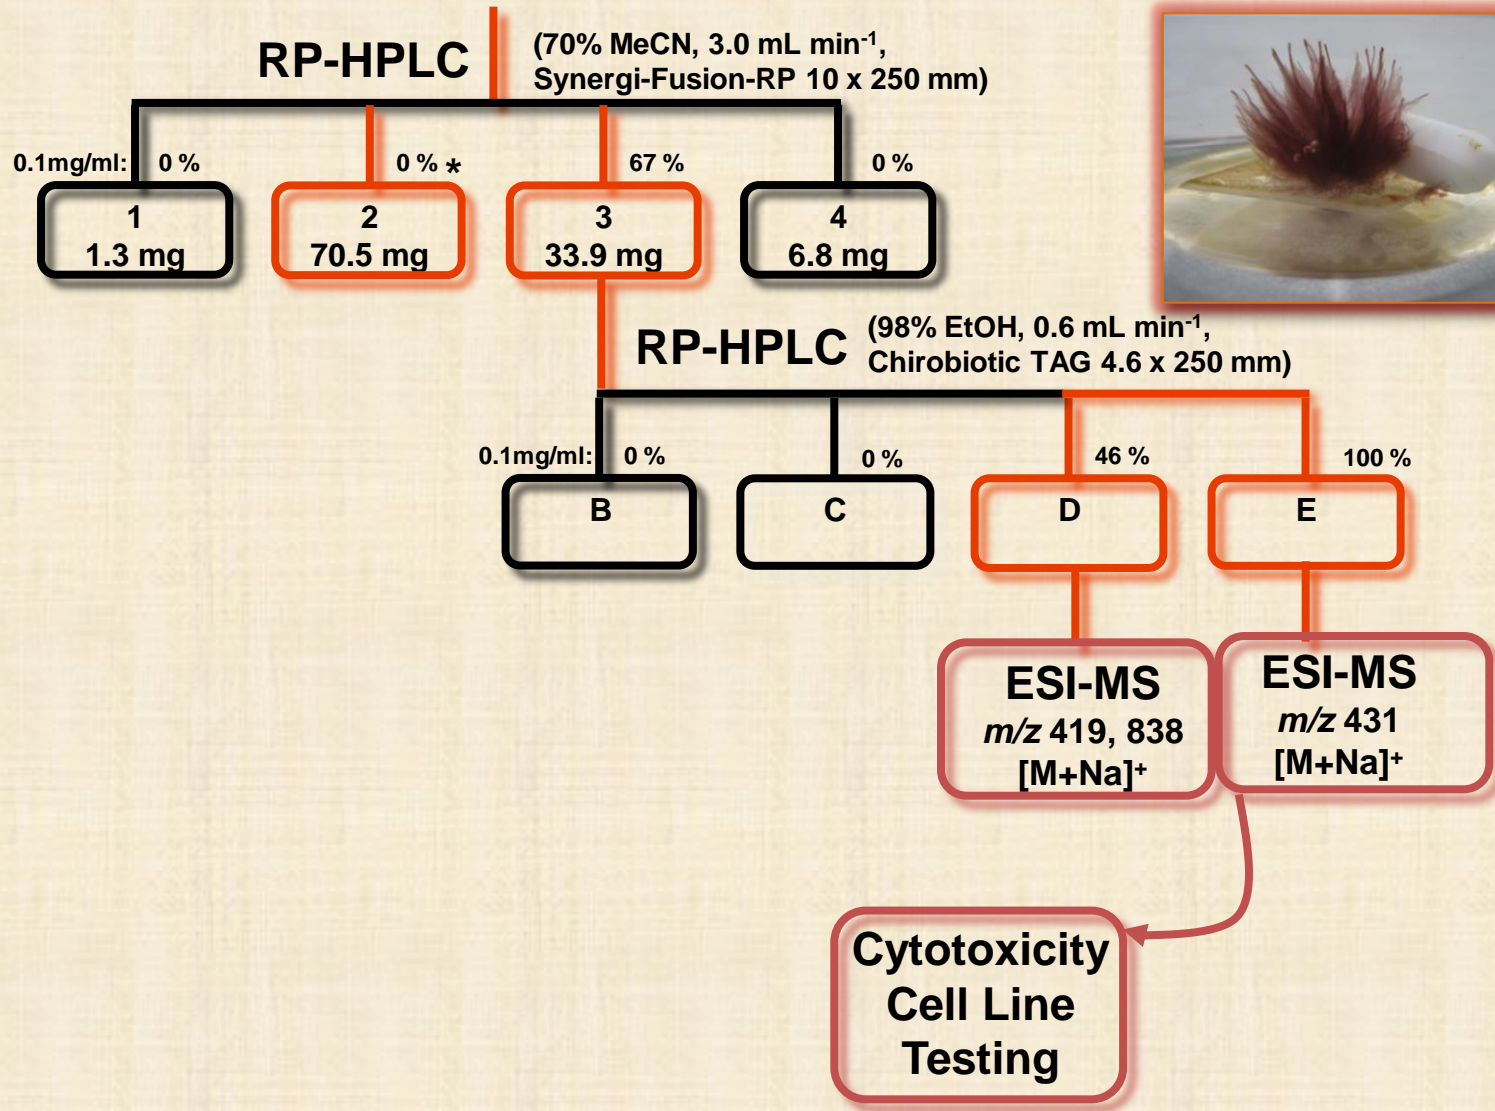 RP-HPLC
(70% MeCN, 3.0 mL min⁻¹,
Synergi-Fusion-RP 10 x 250 mm)
0.1mg/ml: 0 %
0 % *
67 %
0 %
1
1.3 mg
2
70.5 mg
3
33.9 mg
4
6.8 mg
RP-HPLC
(98% EtOH, 0.6 mL min⁻¹,
Chirobiotic TAG 4.6 x 250 mm)
0.1mg/ml: 0 %
0 %
46 %
100 %
B
C
D
E
ESI-MS
m/z 419, 838
[M+Na]⁺
ESI-MS
m/z 431
[M+Na]⁺
Cytotoxicity
Cell Line
Testing